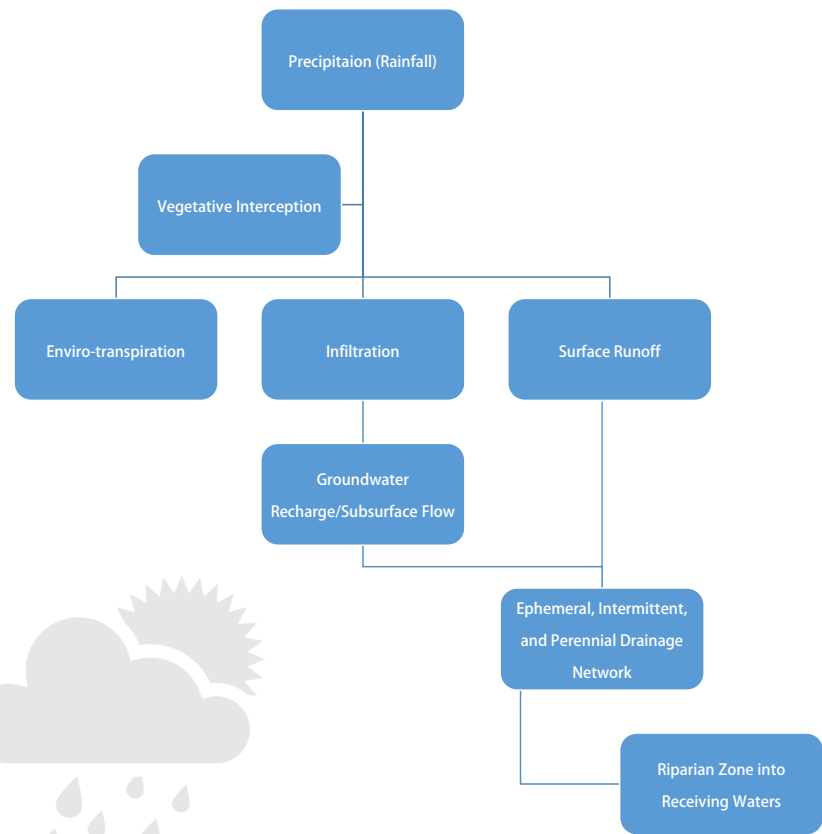 Precipitaion (Rainfall)
Vegetative Interception
Enviro-transpiration
Infiltration
Surface Runoff
Groundwater
Recharge/Subsurface Flow
Ephemeral, Intermittent,
and Perennial Drainage
Network
Riparian Zone into
Receiving Waters